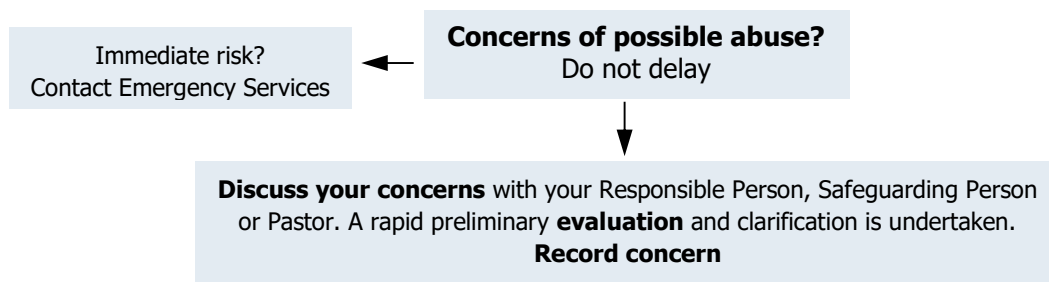 Concerns of possible abuse?
Do not delay
Immediate risk?
Contact Emergency Services
Discuss your concerns with your Responsible Person, Safeguarding Person
or Pastor. A rapid preliminary evaluation and clarification is undertaken.
Record concern